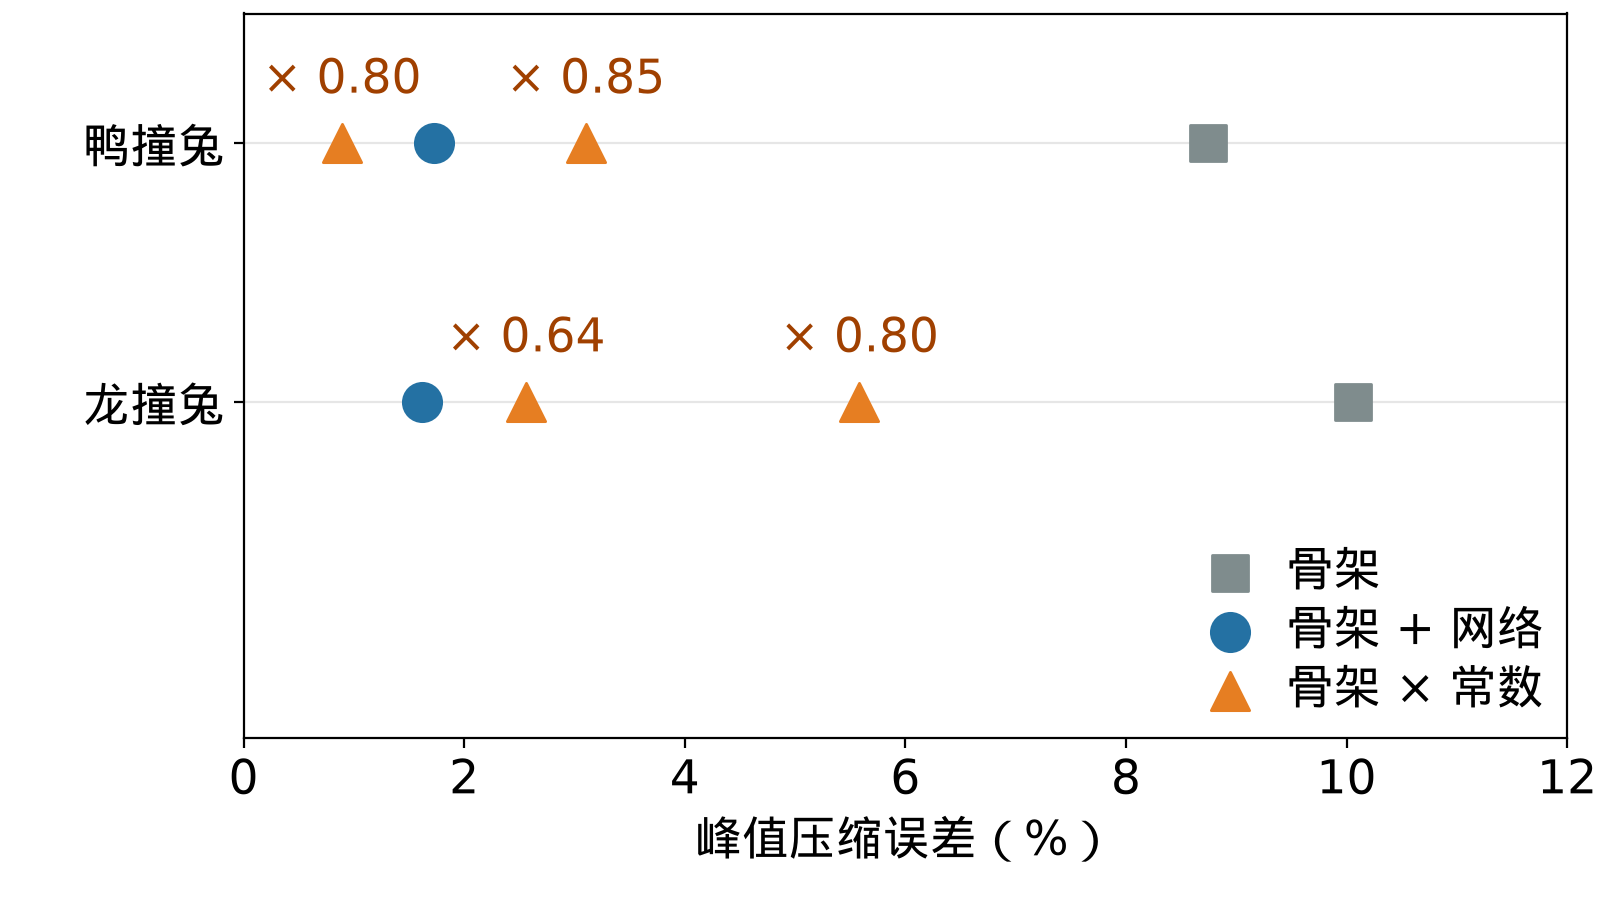 × 0.80 × 0.85
鸭撞兔
× 0.64 × 0.80
龙撞兔
骨架
骨架 + 网络
骨架 × 常数
0 2 4 6 8 10 12
峰值压缩误差（%）